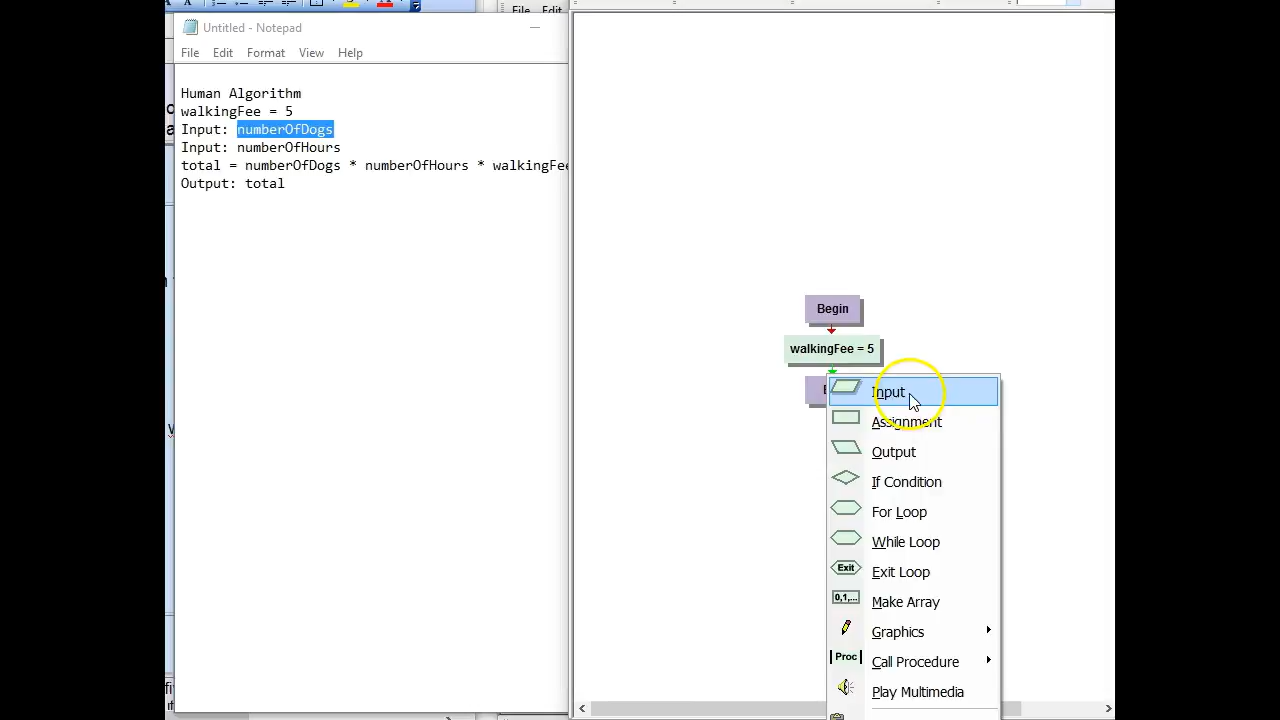 File Edit
Untitled - Notepad
File Edit Format View Help
Human Algorithm
walkingFee = 5
Input: numberOfDogs
Input: numberOfHours
total = numberOfDogs * numberOfHours * walkingFee
Output: total
Begin
walkingFee = 5
Input
Assignment
Output
If Condition
For Loop
While Loop
Exit
Exit Loop
0,1,...
Make Array
Graphics
Proc
Call Procedure
Play Multimedia